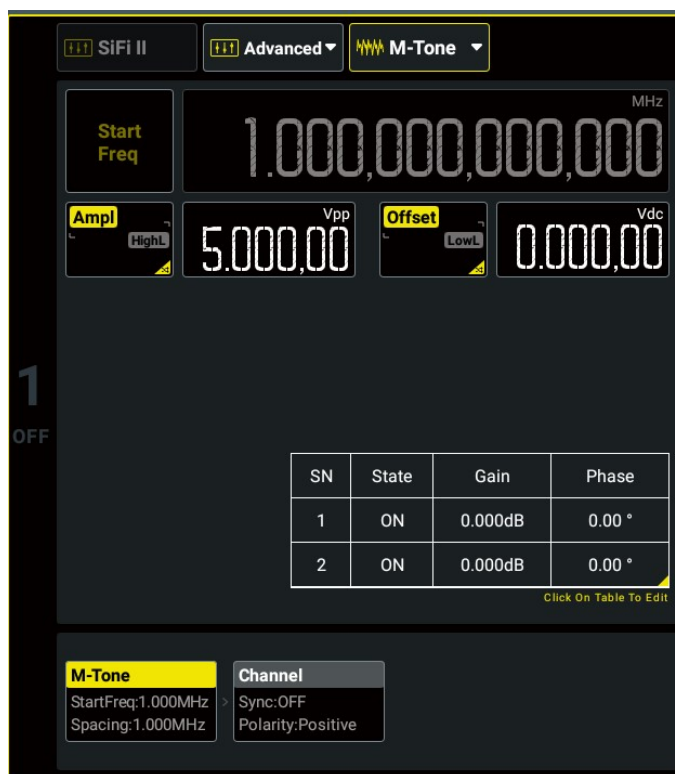 SiFi II
Advanced
M-Tone
Start
Freq
MHz
1.000,000,000,000
Ampl
HighL
Vpp
5.000,00
Offset
LowL
Vdc
0.000,00
1
OFF
SN State Gain Phase
1 ON 0.000dB 0.00 °
2 ON 0.000dB 0.00 °
Click On Table To Edit
M-Tone
StartFreq:1.000MHz
Spacing:1.000MHz
>
Channel
Sync:OFF
Polarity:Positive